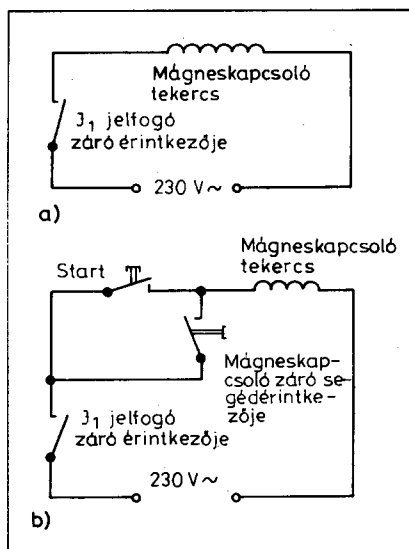 Mágneskapcsoló
tekercs
J₁ jelfogó
záró érintkezője
230 V~
a)
Mágneskapcsoló
tekercs
Start
Mágneskap-
csoló záró se-
gédérintke-
zője
J₁ jelfogó
záró érintkezője
230 V~
b)